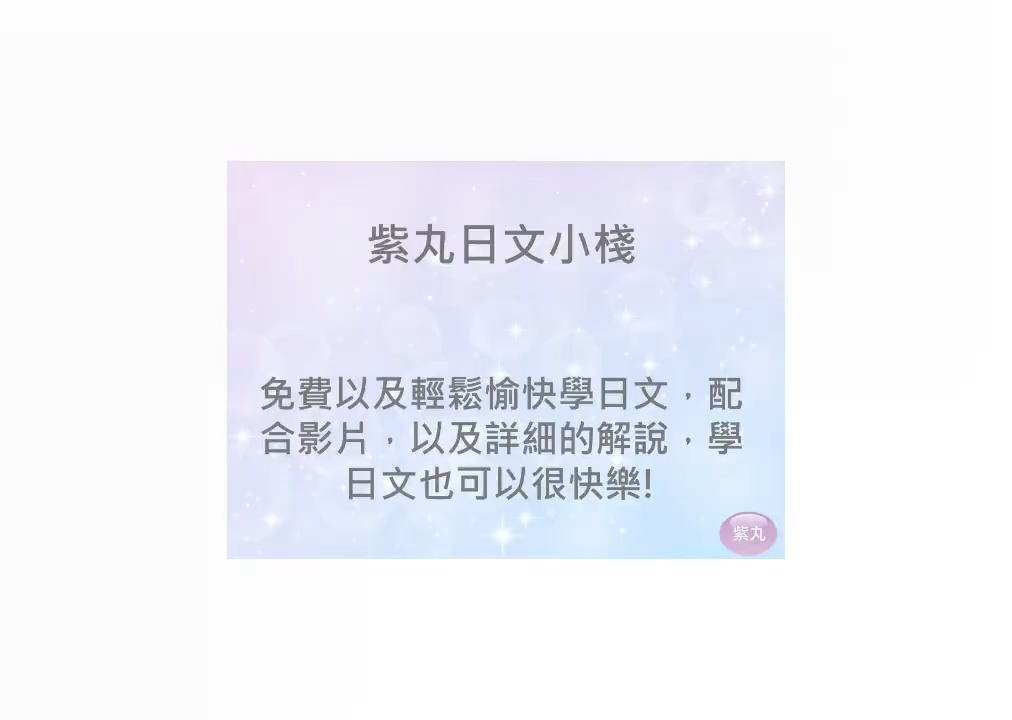 紫丸日文小棧
免費以及輕鬆愉快學日文，配
合影片，以及詳細的解說，學
日文也可以很快樂!
紫丸